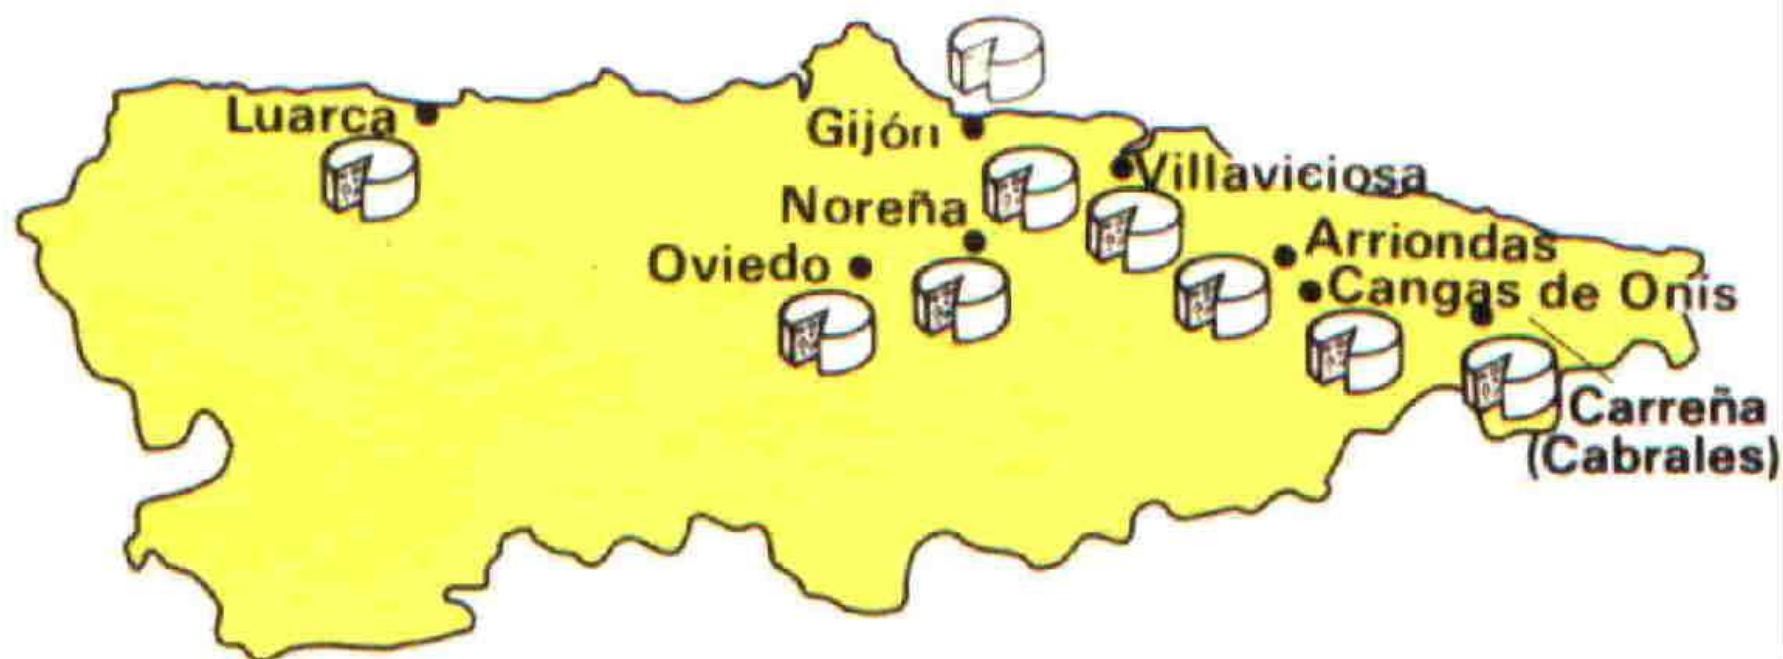 Luarca
Gijón
Villaviciosa
Noreña
Arriondas
Oviedo
Cangas de Onís
Carreña
(Cabrales)